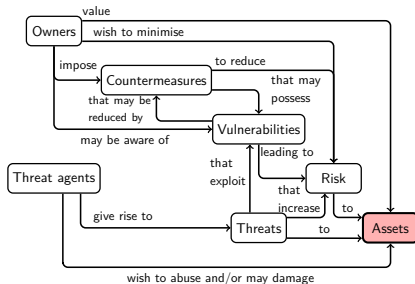 value
Owners
wish to minimise
impose
to reduce
Countermeasures
that may
possess
that may be
reduced by
Vulnerabilities
may be aware of
leading to
that
exploit
Threat agents
Risk
that
increase
to
give rise to
Threats
to
Assets
wish to abuse and/or may damage